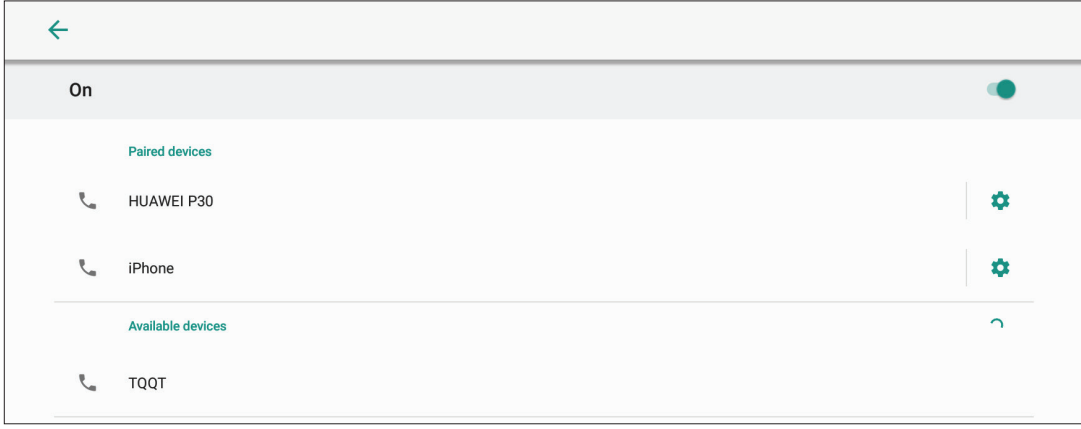 On
Paired devices
HUAWEI P30
iPhone
Available devices
TQQT